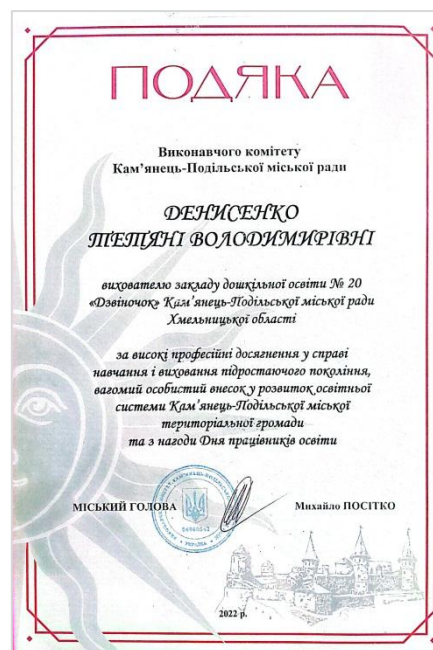 ПОДЯКА
Виконавчого комітету
Кам’янець-Подільської міської ради
ДЕНИСЕНКО
ТЕТЯНІ ВОЛОДИМИРІВНІ
вихователю закладу дошкільної освіти № 20
«Дзвіночок» Кам’янець-Подільської міської ради
Хмельницької області
за високі професійні досягнення у справі
навчання і виховання підростаючого покоління,
вагомий особистий внесок у розвиток освітньої
системи Кам’янець-Подільської міської
територіальної громади
та з нагоди Дня працівників освіти
МІСЬКИЙ ГОЛОВА Михайло ПОСІТКО
2022 р.